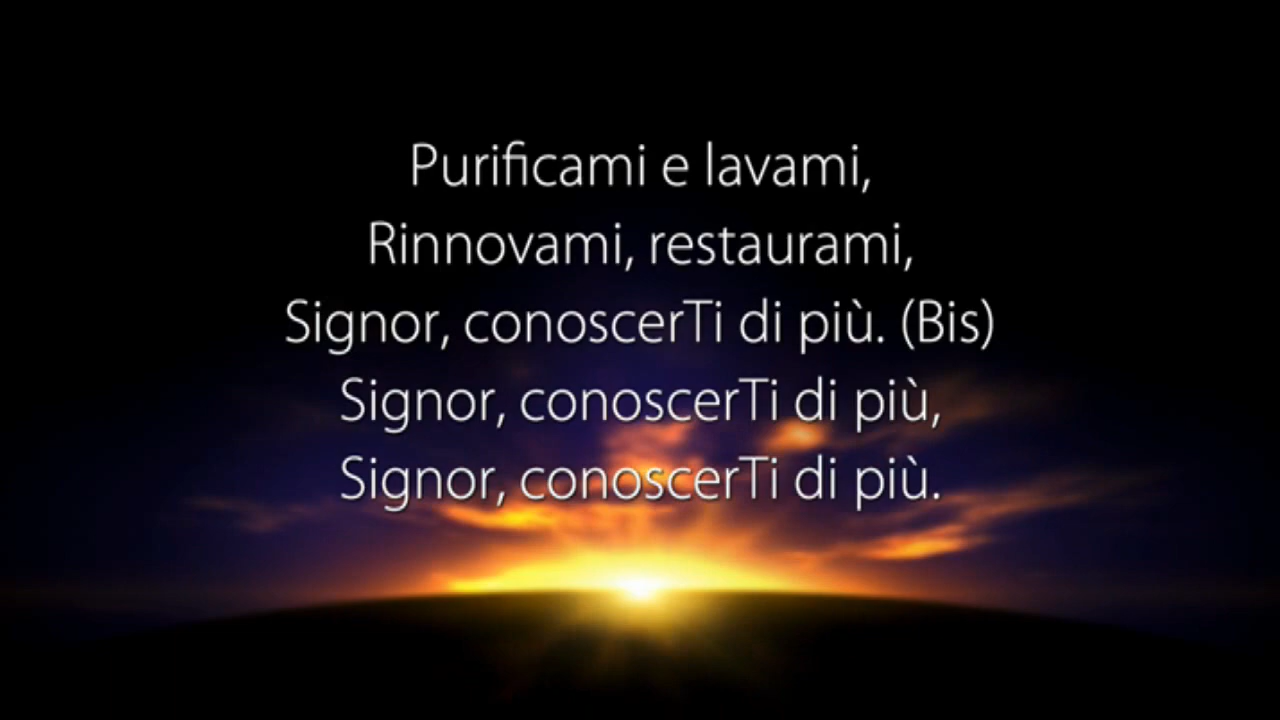 Purificami e lavami,
Rinnovami, restaurami,
Signor, conoscerTi di più. (Bis)
Signor, conoscerTi di più,
Signor, conoscerTi di più.